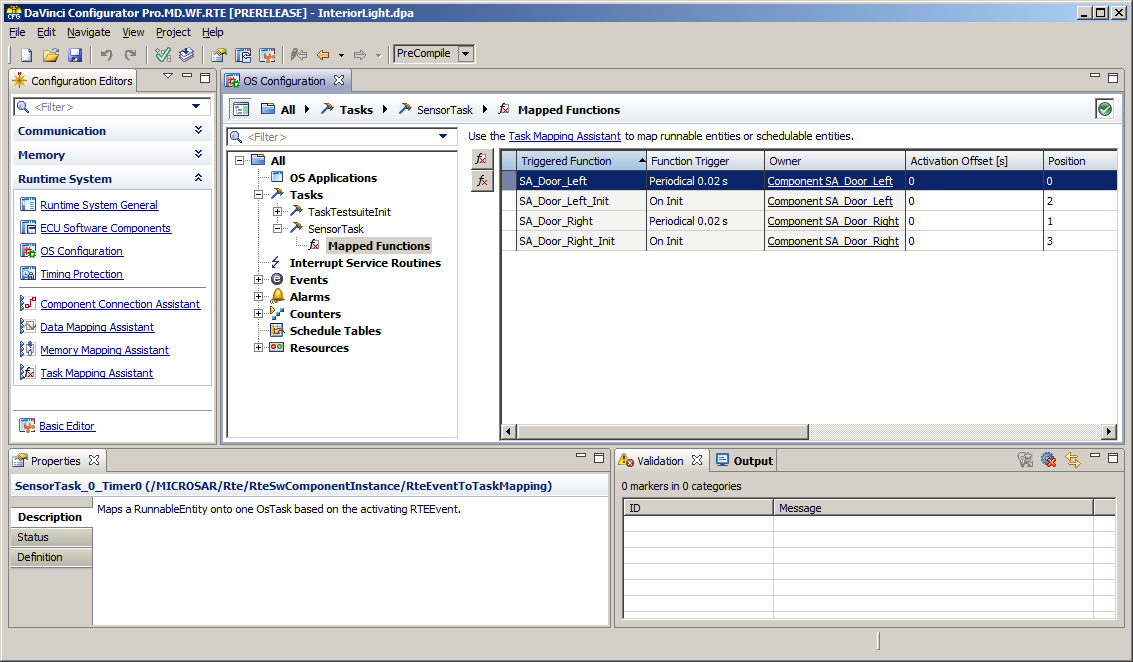 DaVinci Configurator Pro.MD.WF.RTE [PRERELEASE] - InteriorLight.dpa
File Edit Navigate View Project Help
PreCompile
Configuration Editors
<Filter>
Communication
Memory
Runtime System
Runtime System General
ECU Software Components
OS Configuration
Timing Protection
Component Connection Assistant
Data Mapping Assistant
Memory Mapping Assistant
Task Mapping Assistant
Basic Editor
OS Configuration
All Tasks SensorTask Mapped Functions
<Filter>
All
OS Applications
Tasks
TaskTestsuiteInit
SensorTask
Mapped Functions
Interrupt Service Routines
Events
Alarms
Counters
Schedule Tables
Resources
Use the Task Mapping Assistant to map runnable entities or schedulable entities.
Triggered Function Function Trigger Owner Activation Offset [s] Position
SA_Door_Left Periodical 0.02 s Component SA_Door_Left 0 0
SA_Door_Left_Init On Init Component SA_Door_Left 0 2
SA_Door_Right Periodical 0.02 s Component SA_Door_Right 0 1
SA_Door_Right_Init On Init Component SA_Door_Right 0 3
Properties
SensorTask_0_Timer0 (/MICROSAR/Rte/RteSwComponentInstance/RteEventToTaskMapping)
Description
Status
Definition
Maps a RunnableEntity onto one OsTask based on the activating RTEEvent.
Validation Output
0 markers in 0 categories
ID Message